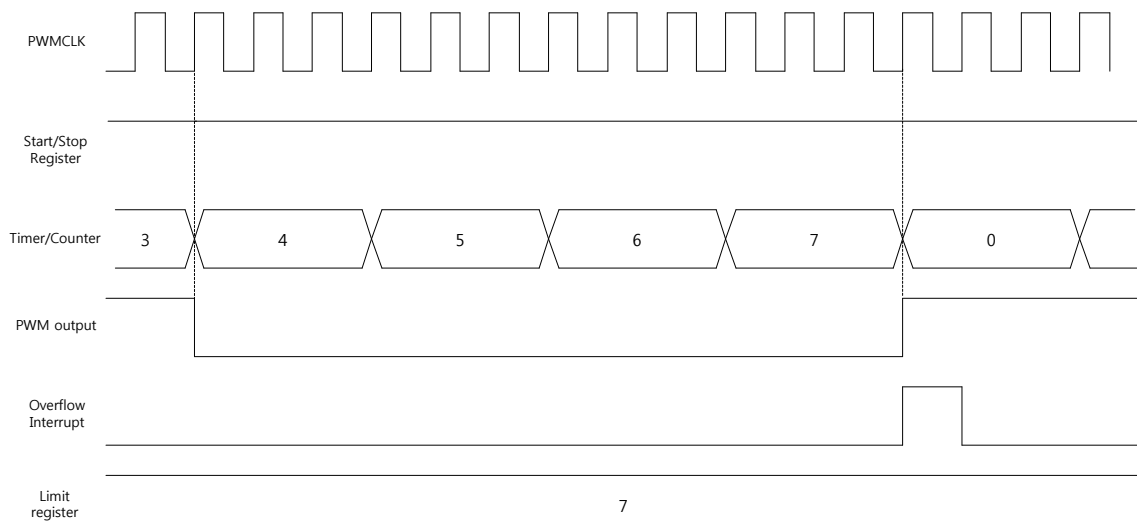 PWMCLK
Start/Stop
Register
Timer/Counter
3
4
5
6
7
0
PWM output
Overflow
Interrupt
Limit
register
7